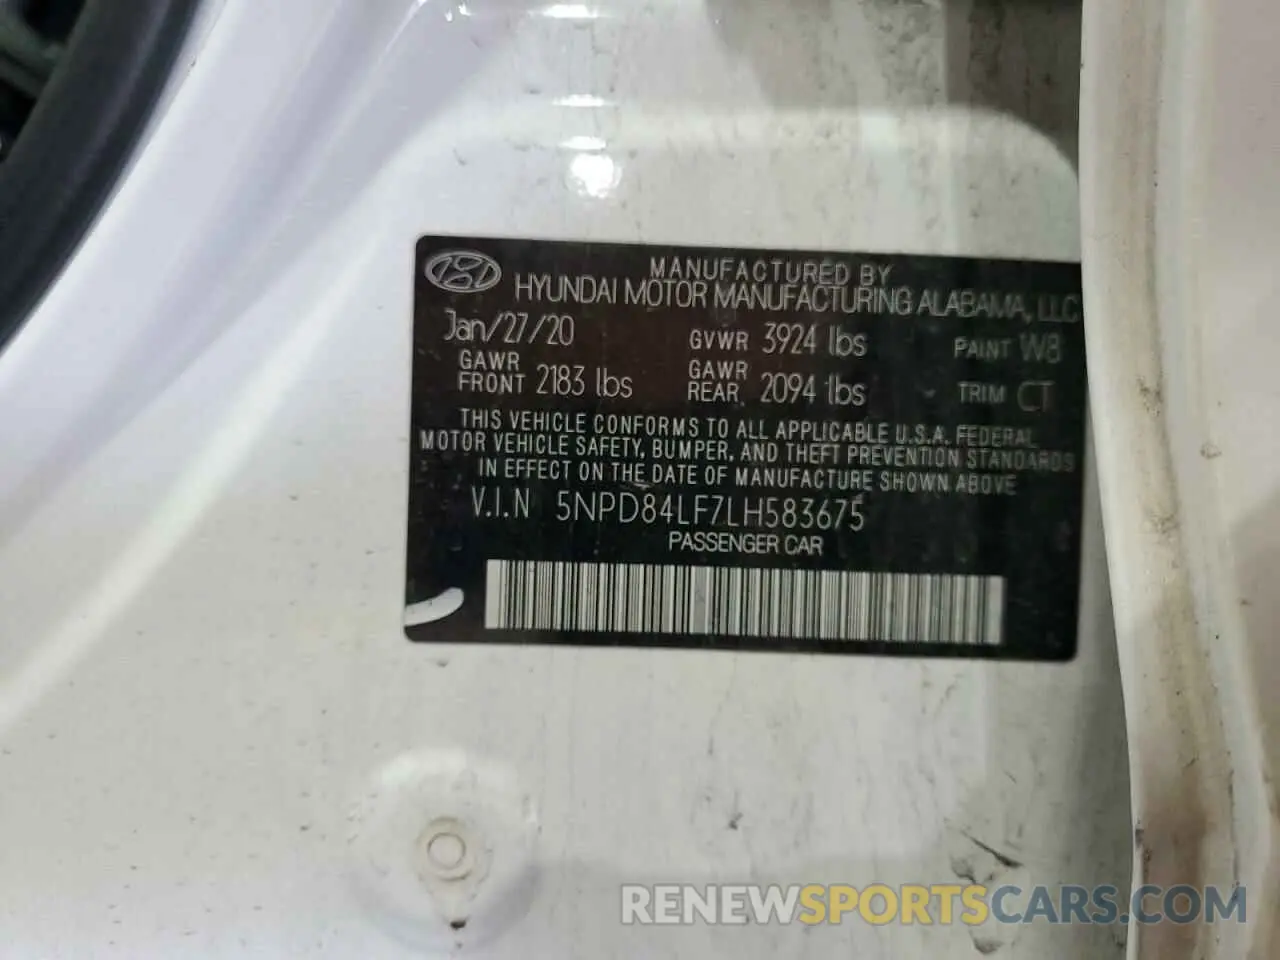 MANUFACTURED BY
HYUNDAI MOTOR MANUFACTURING ALABAMA, LLC
Jan/27/20 GVWR 3924 lbs PAINT W8
GAWR FRONT 2183 lbs GAWR REAR 2094 lbs TRIM CT
THIS VEHICLE CONFORMS TO ALL APPLICABLE U.S.A. FEDERAL
MOTOR VEHICLE SAFETY, BUMPER, AND THEFT PREVENTION STANDARDS
IN EFFECT ON THE DATE OF MANUFACTURE SHOWN ABOVE
V.I.N 5NPD84LF7LH583675
PASSENGER CAR
RENEWSPORTSCARS.COM